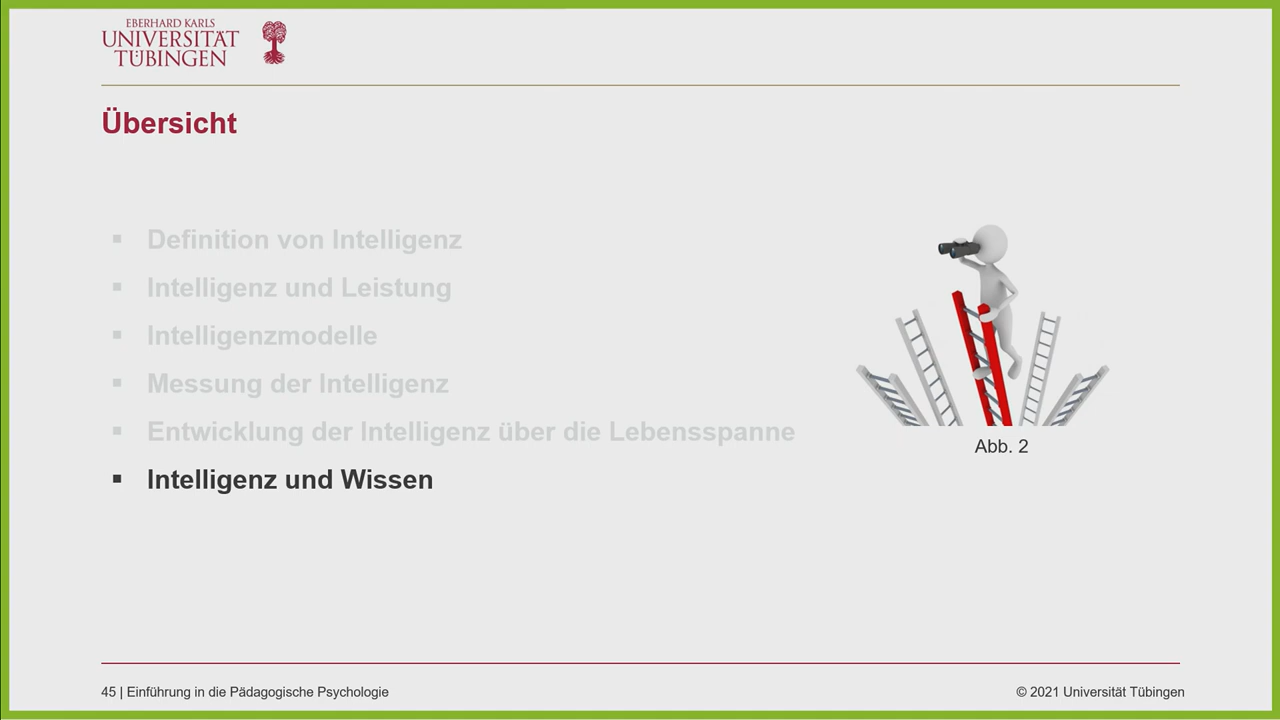 EBERHARD KARLS
UNIVERSITÄT
TÜBINGEN
Übersicht
▪ Definition von Intelligenz
▪ Intelligenz und Leistung
▪ Intelligenzmodelle
▪ Messung der Intelligenz
▪ Entwicklung der Intelligenz über die Lebensspanne
▪ Intelligenz und Wissen
Abb. 2
45 | Einführung in die Pädagogische Psychologie
© 2021 Universität Tübingen